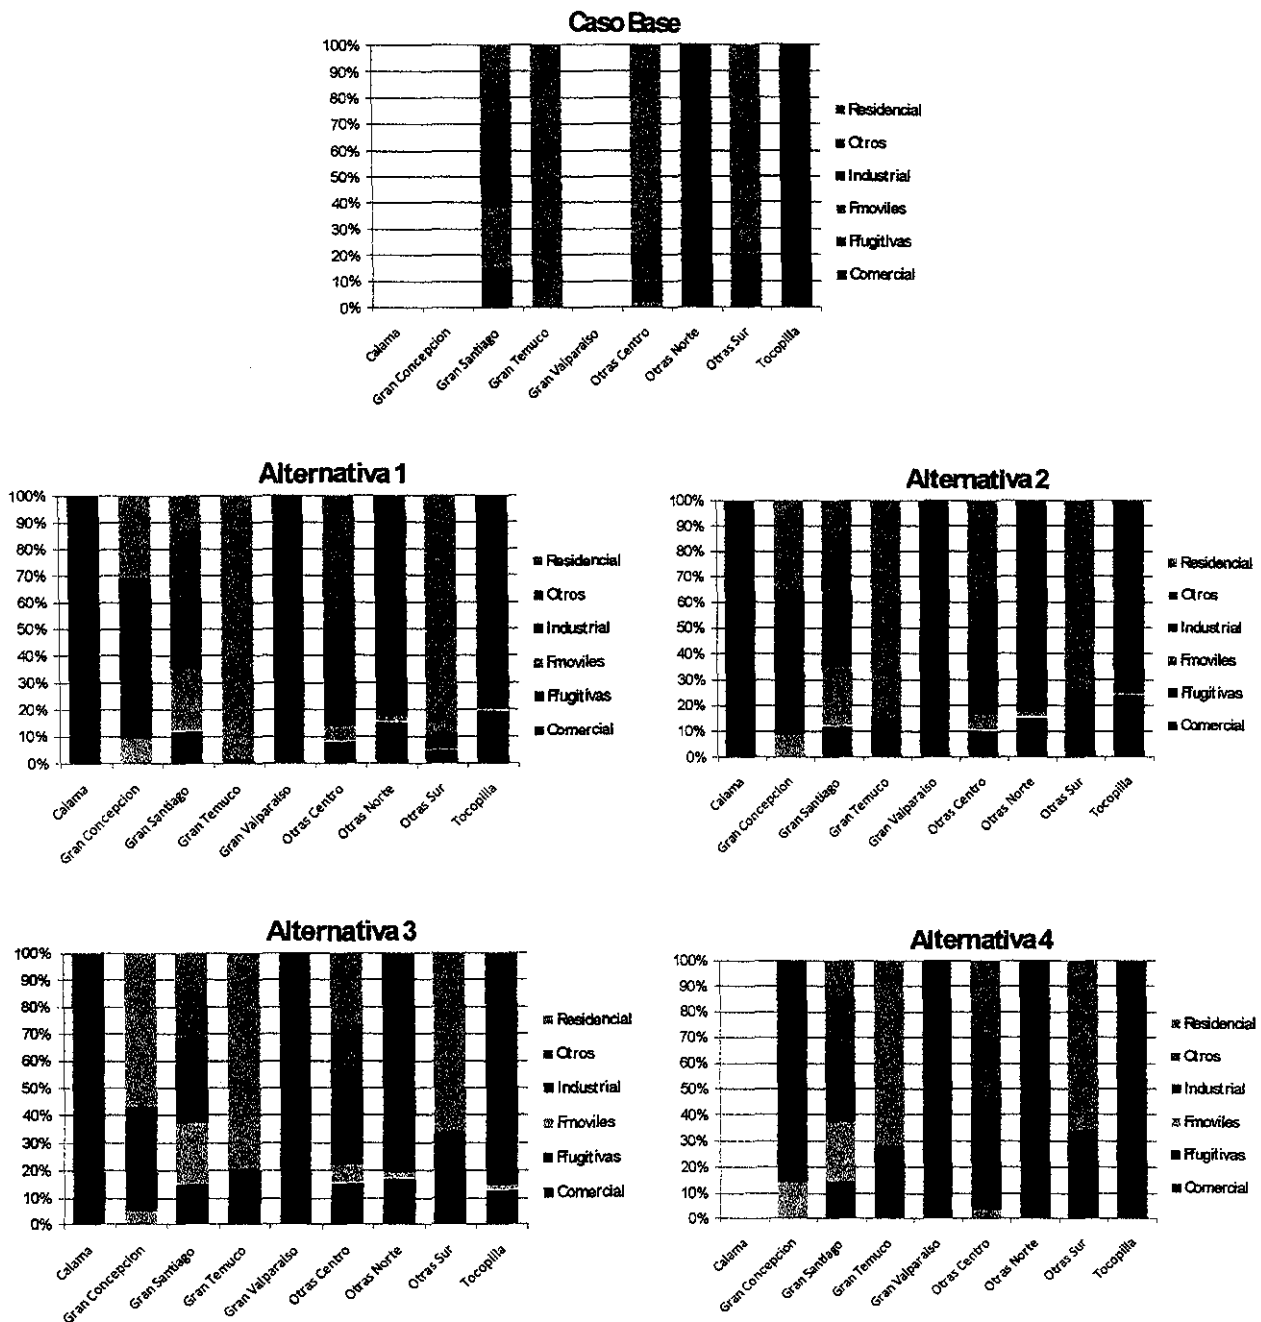 Caso Base
100%
90%
80%
70%
60%
50%
40%
30%
20%
10%
0%
Residencial
Otros
Industrial
Fmoviles
Ffugitivas
Comercial
Calama
Gran Concepcion
Gran Santiago
Gran Temuco
Gran Valparaiso
Otras Centro
Otras Norte
Otras Sur
Tocopilla
Alternativa 1
100%
90%
80%
70%
60%
50%
40%
30%
20%
10%
0%
Residencial
Otros
Industrial
Fmoviles
Ffugitivas
Comercial
Calama
Gran Concepcion
Gran Santiago
Gran Temuco
Gran Valparaiso
Otras Centro
Otras Norte
Otras Sur
Tocopilla
Alternativa 2
100%
90%
80%
70%
60%
50%
40%
30%
20%
10%
0%
Residencial
Otros
Industrial
Fmoviles
Ffugitivas
Comercial
Calama
Gran Concepcion
Gran Santiago
Gran Temuco
Gran Valparaiso
Otras Centro
Otras Norte
Otras Sur
Tocopilla
Alternativa 3
100%
90%
80%
70%
60%
50%
40%
30%
20%
10%
0%
Residencial
Otros
Industrial
Fmoviles
Ffugitivas
Comercial
Calama
Gran Concepcion
Gran Santiago
Gran Temuco
Gran Valparaiso
Otras Centro
Otras Norte
Otras Sur
Tocopilla
Alternativa 4
100%
90%
80%
70%
60%
50%
40%
30%
20%
10%
0%
Residencial
Otros
Industrial
Fmoviles
Ffugitivas
Comercial
Calama
Gran Concepcion
Gran Santiago
Gran Temuco
Gran Valparaiso
Otras Centro
Otras Norte
Otras Sur
Tocopilla